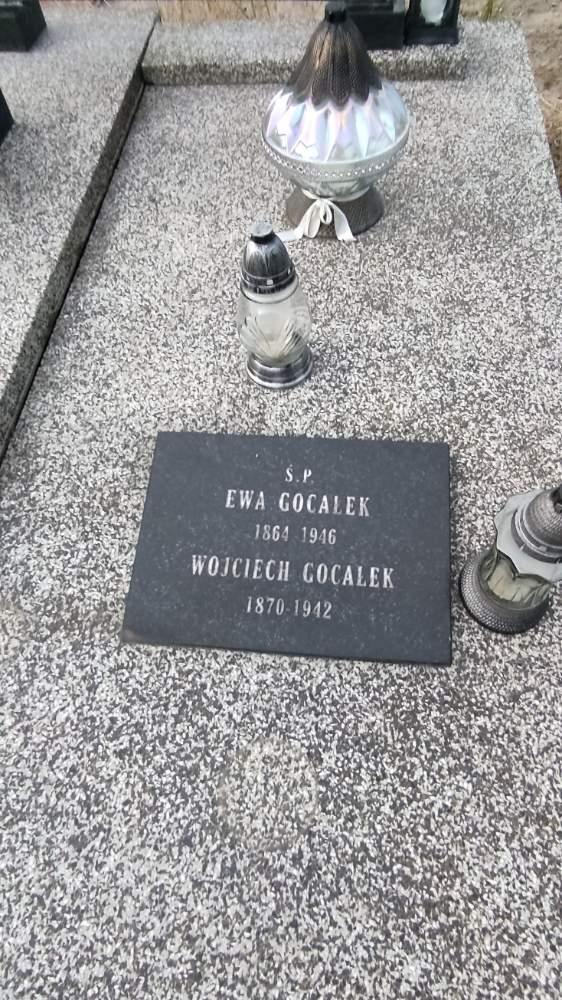 Ś.P.
EWA GOCAŁEK
1864 1946
WOJCIECH GOCAŁEK
1870-1942